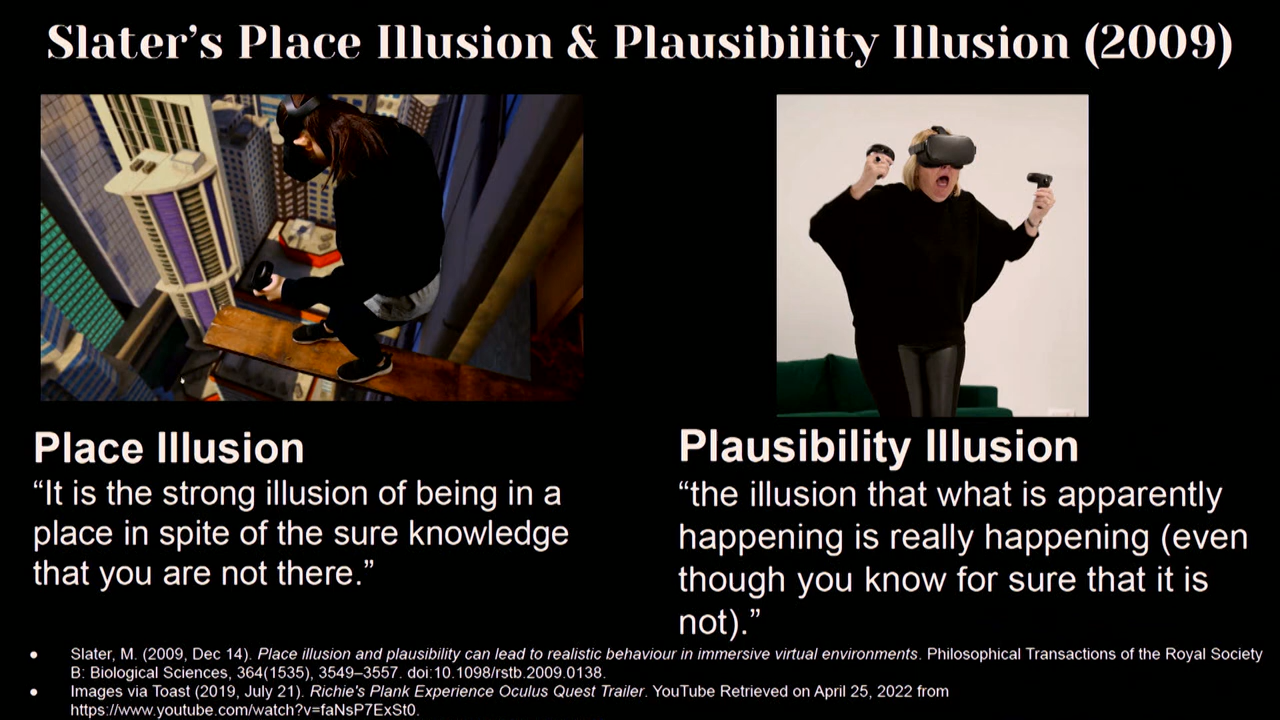 Slater’s Place Illusion & Plausibility Illusion (2009)
Place Illusion
“It is the strong illusion of being in a
place in spite of the sure knowledge
that you are not there.”
Plausibility Illusion
“the illusion that what is apparently
happening is really happening (even
though you know for sure that it is
not).”
● Slater, M. (2009, Dec 14). Place illusion and plausibility can lead to realistic behaviour in immersive virtual environments. Philosophical Transactions of the Royal Society
B: Biological Sciences, 364(1535), 3549–3557. doi:10.1098/rstb.2009.0138.
● Images via Toast (2019, July 21). Richie's Plank Experience Oculus Quest Trailer. YouTube Retrieved on April 25, 2022 from
https://www.youtube.com/watch?v=faNsP7ExSt0.